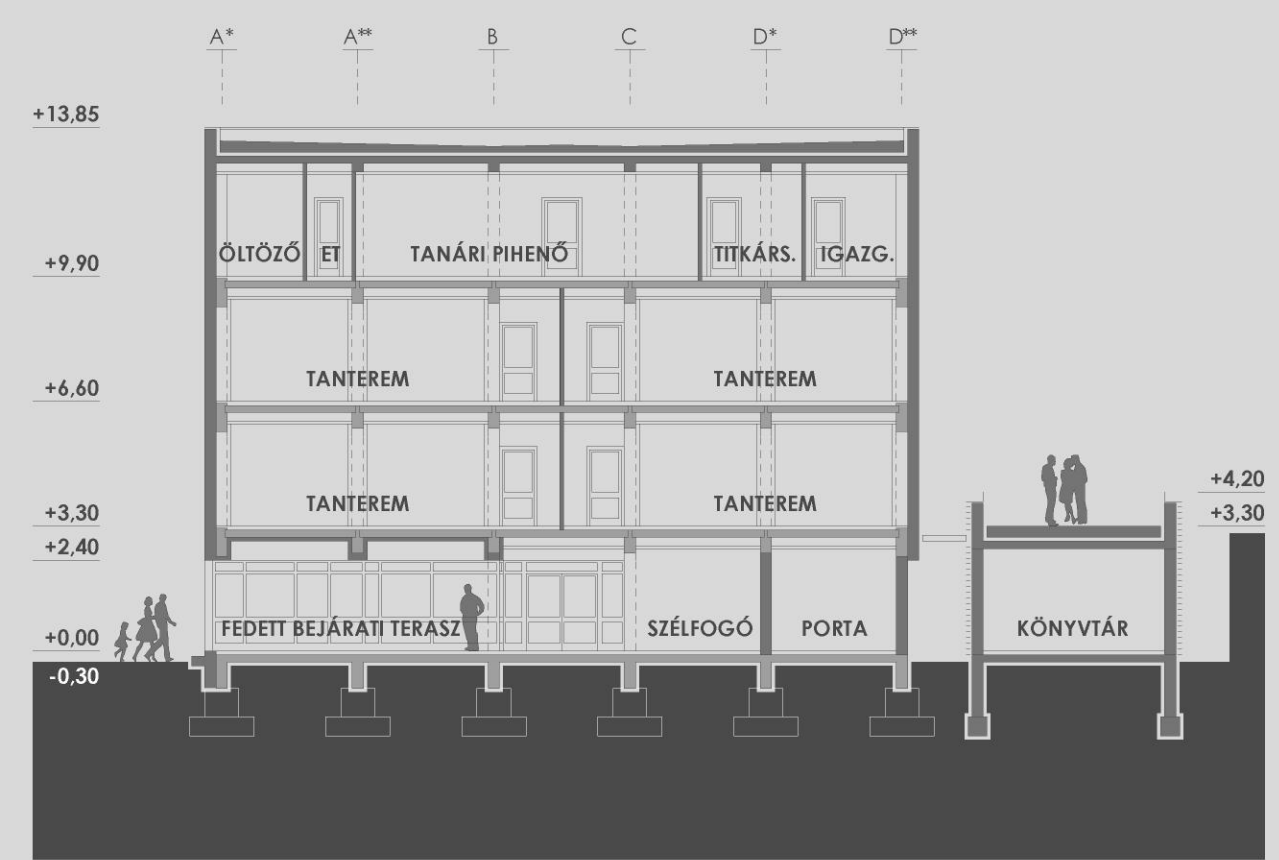 A* A** B C D* D**
+13,85
ÖLTÖZŐ ET TANÁRI PIHENŐ TITKÁRS. IGAZG.
+9,90
TANTEREM TANTEREM
+6,60
+4,20
TANTEREM TANTEREM
+3,30 +3,30
+2,40
FEDETT BEJÁRATI TERASZ SZÉLFOGÓ PORTA KÖNYVTÁR
+0,00
-0,30